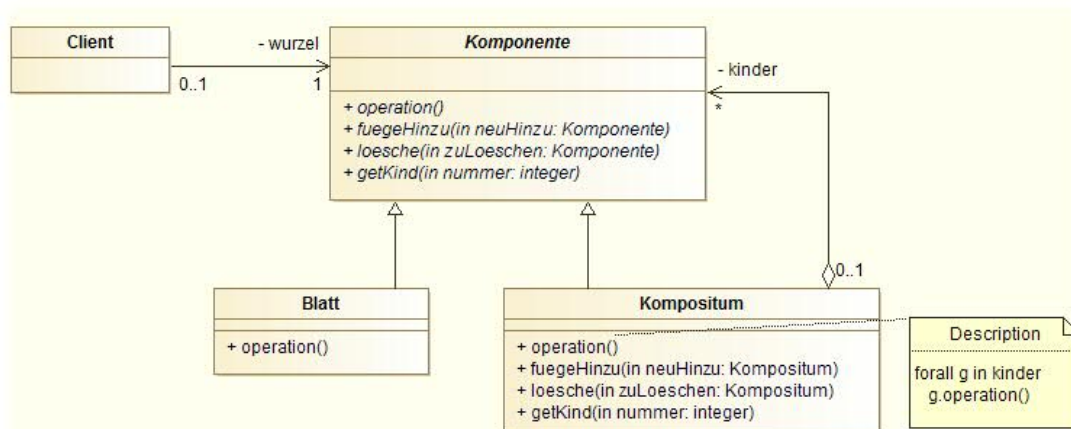 Client
- wurzel
0..1
1
Komponente
+ operation()
+ fuegeHinzu(in neuHinzu: Komponente)
+ loesche(in zuLoeschen: Komponente)
+ getKind(in nummer: integer)
- kinder
*
0..1
Blatt
+ operation()
Kompositum
+ operation()
+ fuegeHinzu(in neuHinzu: Kompositum)
+ loesche(in zuLoeschen: Kompositum)
+ getKind(in nummer: integer)
Description
forall g in kinder
g.operation()